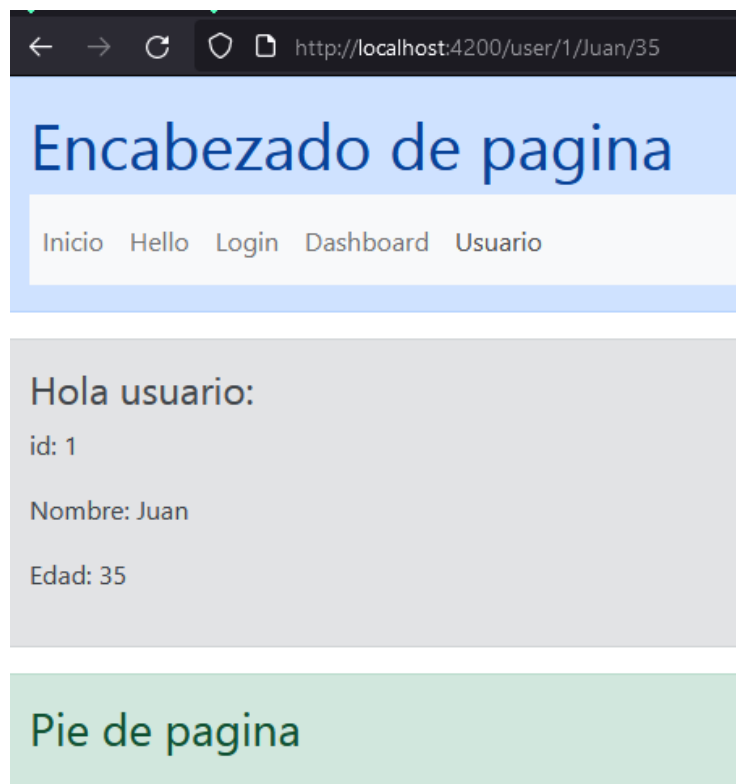 http://localhost:4200/user/1/Juan/35
Encabezado de pagina
Inicio Hello Login Dashboard Usuario
Hola usuario:
id: 1
Nombre: Juan
Edad: 35
Pie de pagina